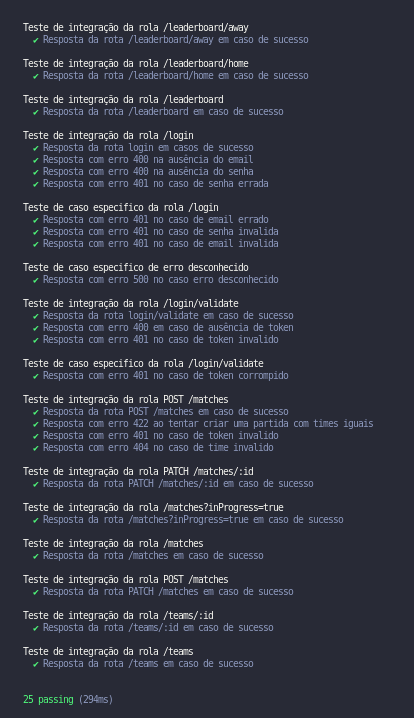 Teste de integração da rola /leaderboard/away
✔ Resposta da rota /leaderboard/away em caso de sucesso
Teste de integração da rola /leaderboard/home
✔ Resposta da rota /leaderboard/home em caso de sucesso
Teste de integração da rola /leaderboard
✔ Resposta da rota /leaderboard em caso de sucesso
Teste de integração da rola /login
✔ Resposta da rota login em casos de sucesso
✔ Resposta com erro 400 na ausência do email
✔ Resposta com erro 400 na ausência do senha
✔ Resposta com erro 401 no caso de senha errada
Teste de caso especifico da rola /login
✔ Resposta com erro 401 no caso de email errado
✔ Resposta com erro 401 no caso de senha invalida
✔ Resposta com erro 401 no caso de email invalida
Teste de caso especifico de erro desconhecido
✔ Resposta com erro 500 no caso erro desconhecido
Teste de integração da rola /login/validate
✔ Resposta da rota login/validate em caso de sucesso
✔ Resposta com erro 400 em caso de ausência de token
✔ Resposta com erro 401 no caso de token invalido
Teste de caso especifico da rola /login/validate
✔ Resposta com erro 401 no caso de token corrompido
Teste de integração da rola POST /matches
✔ Resposta da rota POST /matches em caso de sucesso
✔ Resposta com erro 422 ao tentar criar uma partida com times iguais
✔ Resposta com erro 401 no caso de token invalido
✔ Resposta com erro 404 no caso de time invalido
Teste de integração da rola PATCH /matches/:id
✔ Resposta da rota PATCH /matches/:id em caso de sucesso
Teste de integração da rola /matches?inProgress=true
✔ Resposta da rota /matches?inProgress=true em caso de sucesso
Teste de integração da rola /matches
✔ Resposta da rota /matches em caso de sucesso
Teste de integração da rola POST /matches
✔ Resposta da rota PATCH /matches em caso de sucesso
Teste de integração da rola /teams/:id
✔ Resposta da rota /teams/:id em caso de sucesso
Teste de integração da rola /teams
✔ Resposta da rota /teams em caso de sucesso
25 passing (294ms)